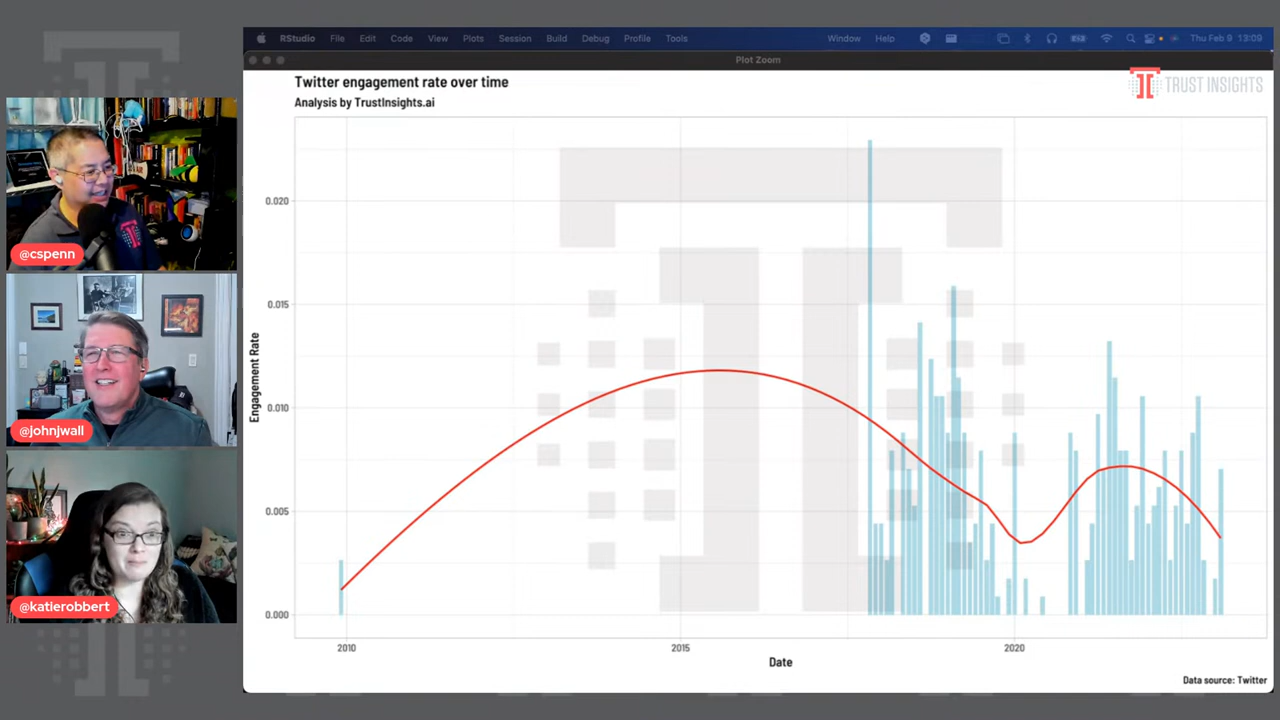 RStudio File Edit Code View Plots Session Build Debug Profile Tools Window Help Thu Feb 9 13:09
Plot Zoom
Twitter engagement rate over time
Analysis by TrustInsights.ai
TRUST INSIGHTS
0.020
0.015
0.010
0.005
0.000
Engagement Rate
2010 2015 2020
Date
Data source: Twitter
@cspenn
@johnjwall
@katierobbert